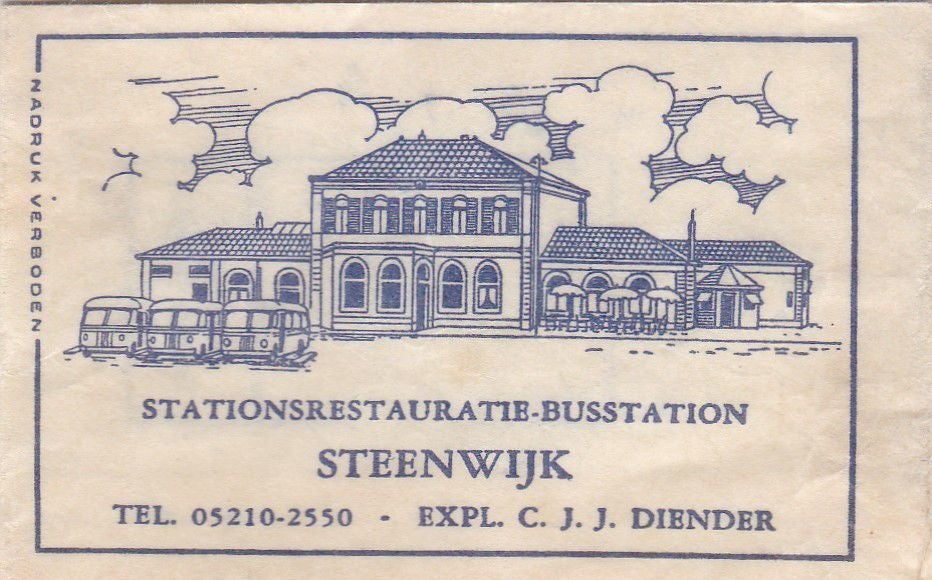 NADRUK VERBODEN
STATIONSRESTAURATIE-BUSSTATION
STEENWIJK
TEL. 05210-2550 - EXPL. C. J. J. DIENDER